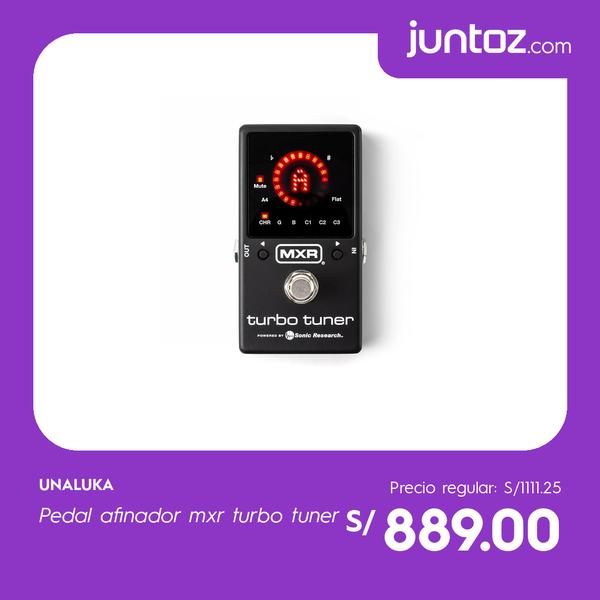 juntoz.com
♭ #
A
Mute
A4 Flat
CHR G B C1 C2 C3
OUT MXR IN
turbo tuner
POWERED BY Sonic Research
UNALUKA
Precio regular: S/1111.25
Pedal afinador mxr turbo tuner S/ 889.00